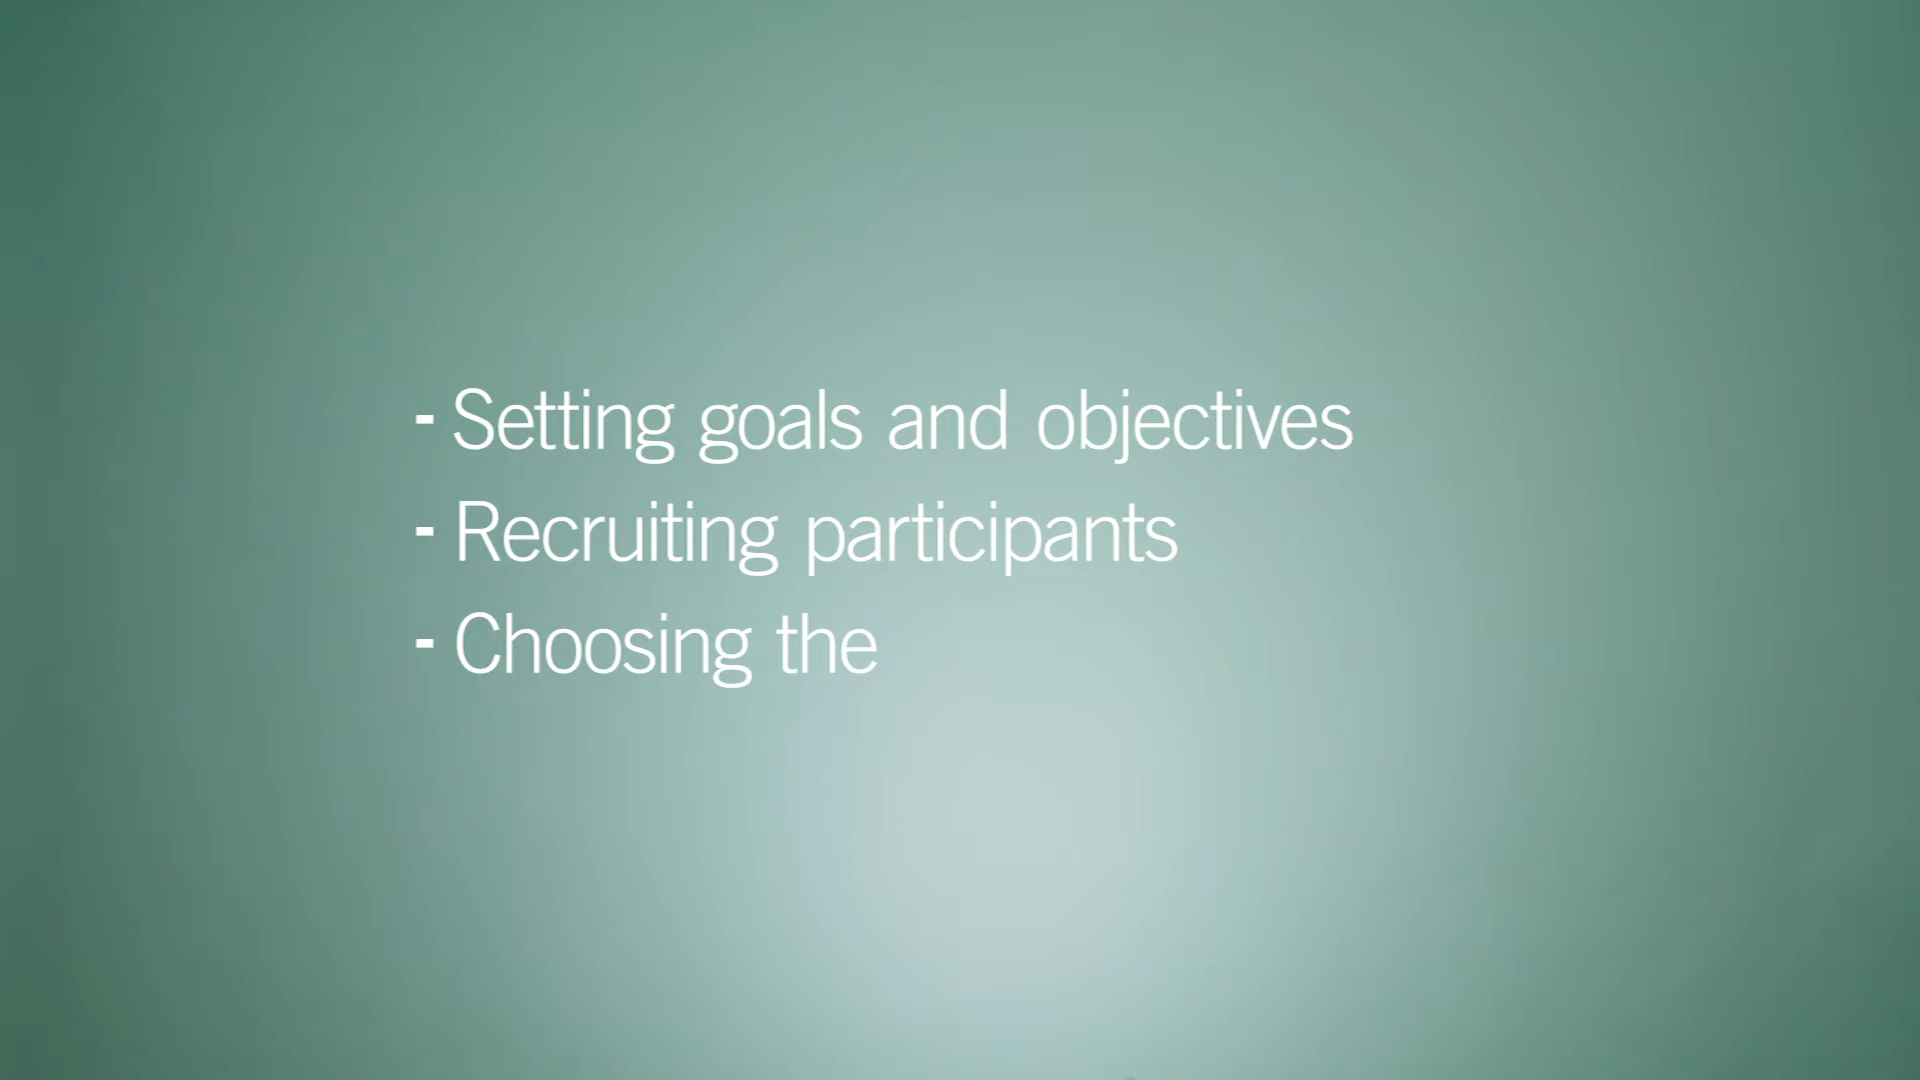 - Setting goals and objectives
- Recruiting participants
- Choosing the